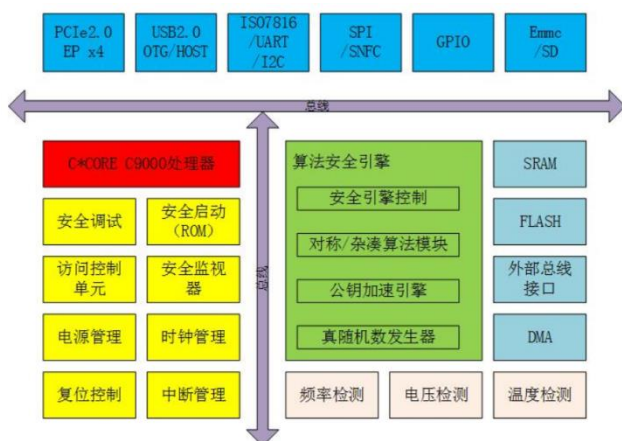 PCIe2.0
EP x4
USB2.0
OTG/HOST
ISO7816
/UART
/I2C
SPI
/SNFC
GPIO
Emmc
/SD
总线
C*CORE C9000处理器
安全调试
安全启动
(ROM)
访问控制
单元
安全监视
器
电源管理
时钟管理
复位控制
中断管理
总线
算法安全引擎
安全引擎控制
对称/杂凑算法模块
公钥加速引擎
真随机数发生器
SRAM
FLASH
外部总线
接口
DMA
频率检测
电压检测
温度检测